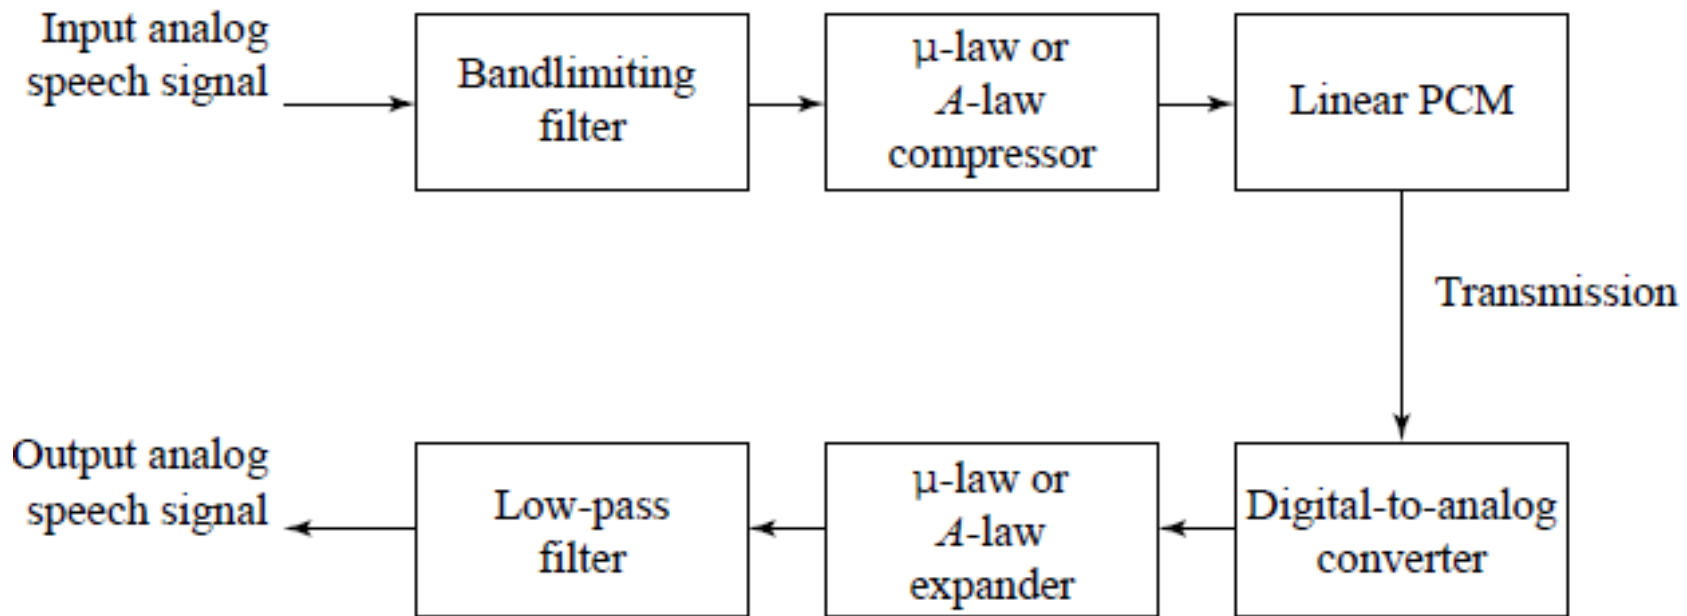 Input analog
speech signal
Bandlimiting
filter
μ-law or
A-law
compressor
Linear PCM
Transmission
Output analog
speech signal
Low-pass
filter
μ-law or
A-law
expander
Digital-to-analog
converter